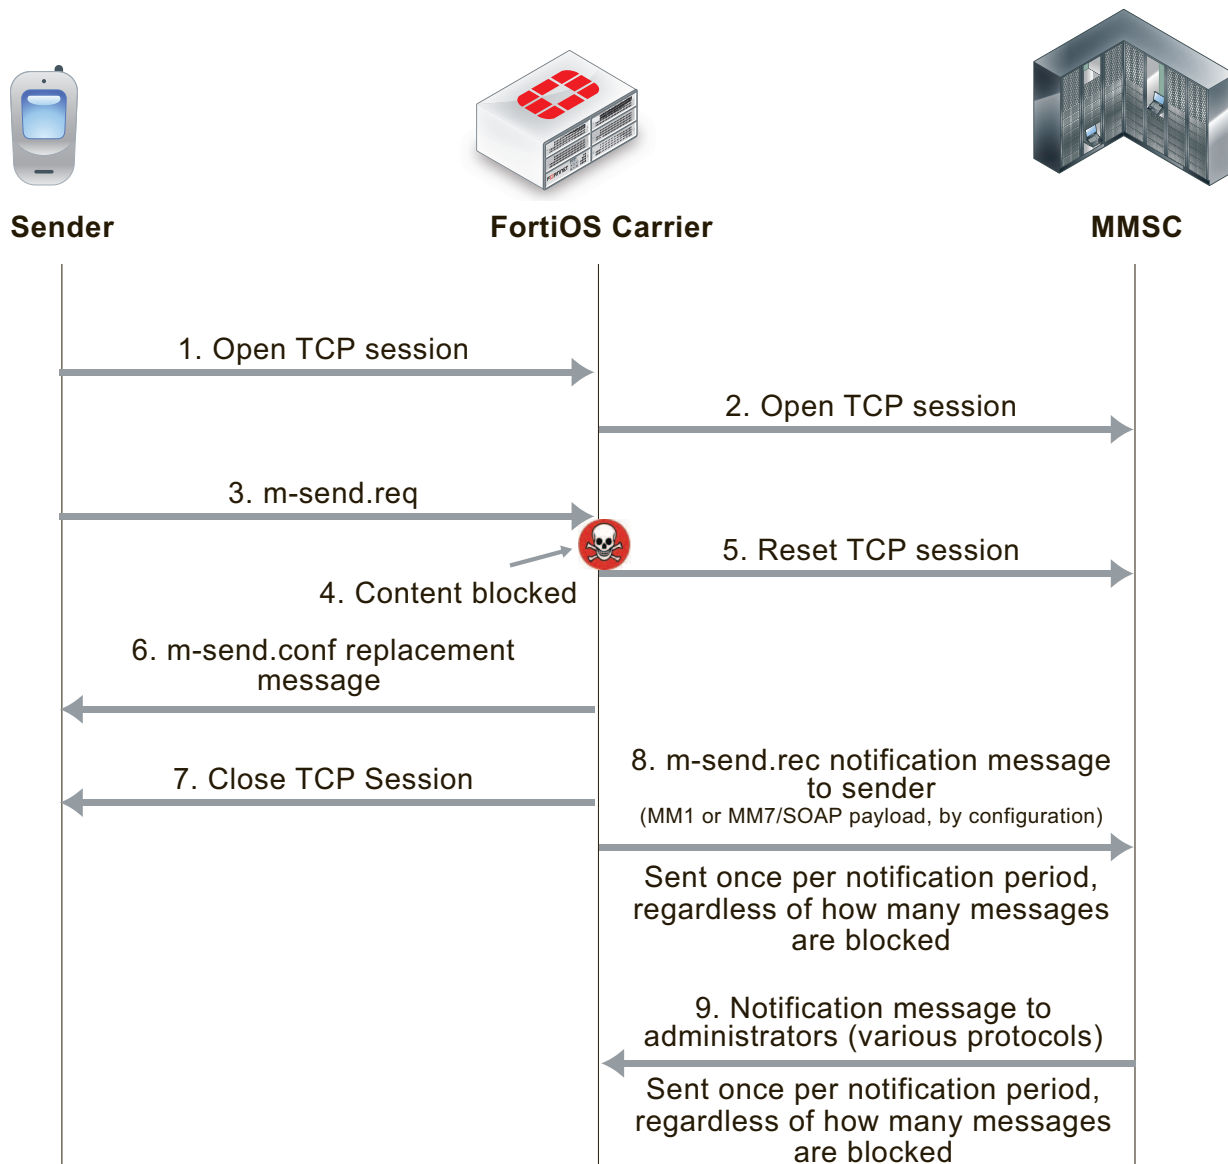 FORTINET
Sender
FortiOS Carrier
MMSC
1. Open TCP session
2. Open TCP session
3. m-send.req
4. Content blocked
5. Reset TCP session
6. m-send.conf replacement
message
7. Close TCP Session
8. m-send.rec notification message
to sender
(MM1 or MM7/SOAP payload, by configuration)
Sent once per notification period,
regardless of how many messages
are blocked
9. Notification message to
administrators (various protocols)
Sent once per notification period,
regardless of how many messages
are blocked